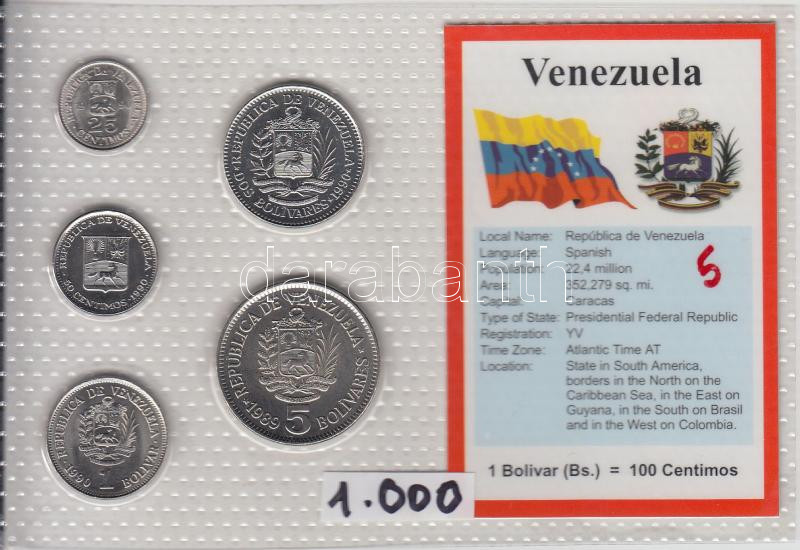 REPUBLICA DE VENEZUELA
25
CENTIMOS
REPUBLICA DE VENEZUELA
DOS BOLIVARES · 1990
REPUBLICA DE VENEZUELA
50 CENTIMOS · 1990
REPUBLICA DE VENEZUELA
1989 5 BOLIVARES
REPUBLICA DE VENEZUELA
1990 1 BOLIVAR
1.000
darabanth
Venezuela
Local Name: República de Venezuela
Language: Spanish
Population: 22,4 million
Area: 352,279 sq. mi.
Capital: Caracas
Type of State: Presidential Federal Republic
Registration: YV
Time Zone: Atlantic Time AT
Location: State in South America,
borders in the North on the
Caribbean Sea, in the East on
Guyana, in the South on Brasil
and in the West on Colombia.
5
1 Bolivar (Bs.) = 100 Centimos